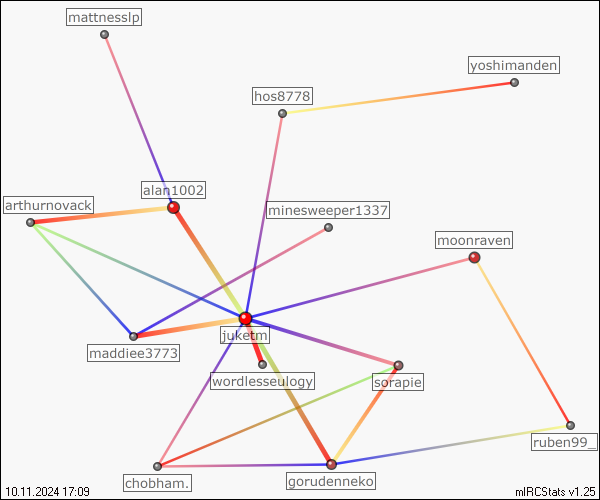 mattnesslp
yoshimanden
hos8778
alan1002
arthurnovack
minesweeper1337
moonraven
juketm
maddiee3773
wordlesseulogy
sorapie
ruben99_
chobham.
gorudenneko
10.11.2024 17:09
mIRCStats v1.25